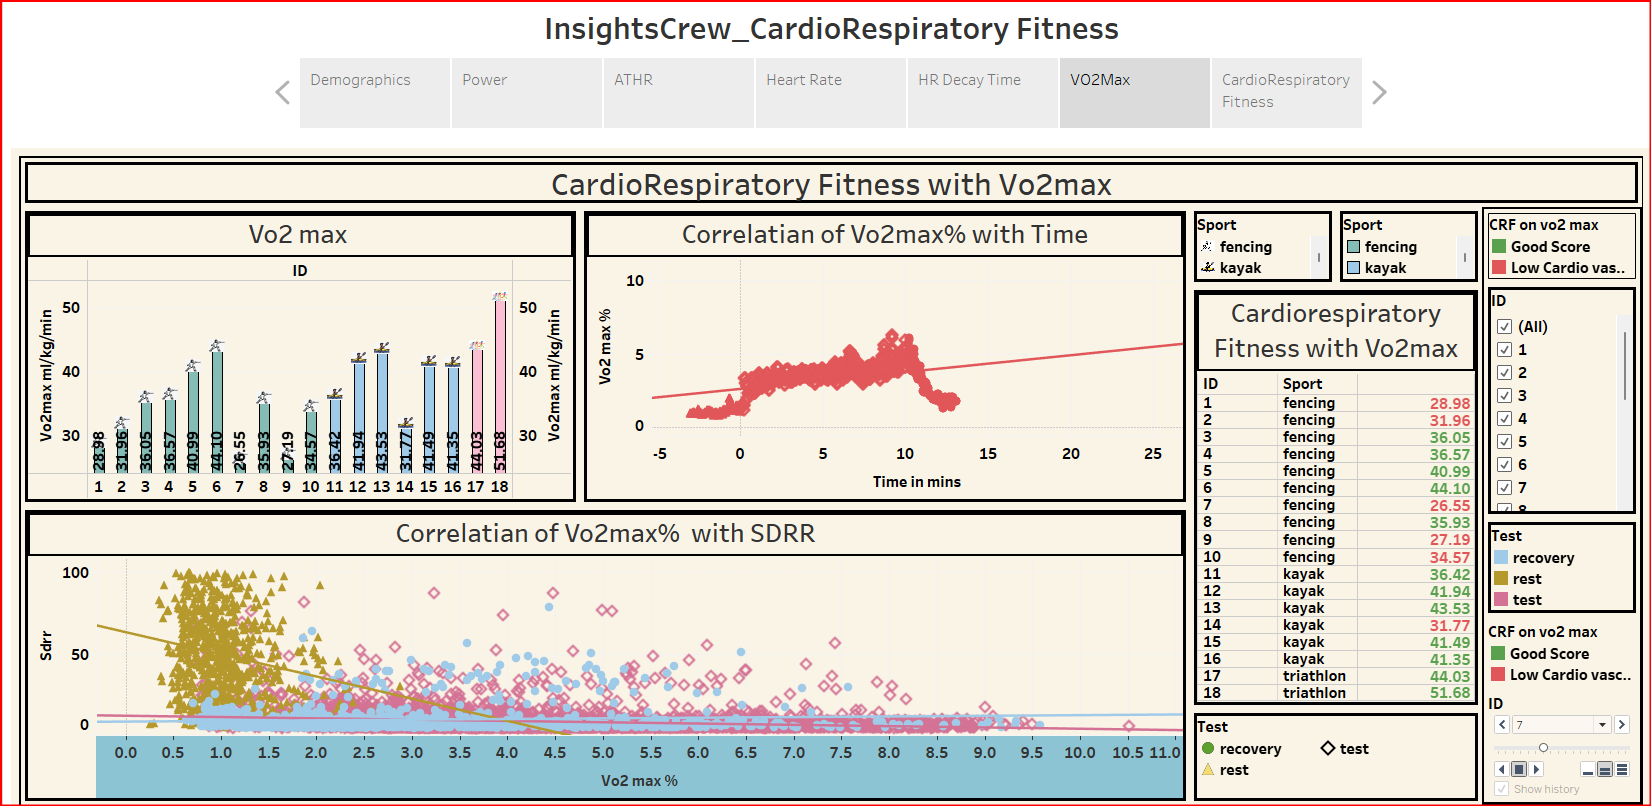 InsightsCrew_CardioRespiratory Fitness
Demographics
Power
ATHR
Heart Rate
HR Decay Time
VO2Max
CardioRespiratory
Fitness
CardioRespiratory Fitness with Vo2max
Vo2 max
ID
Vo2max ml/kg/min
50
40
30
28.98
31.96
36.05
36.57
40.99
44.10
26.55
35.93
27.19
34.57
36.42
41.94
43.53
31.77
41.49
41.35
44.03
51.68
50
40
30
Vo2max ml/kg/min
1 2 3 4 5 6 7 8 9 10 11 12 13 14 15 16 17 18
Correlatian of Vo2max% with Time
Vo2 max %
10
5
0
-5 0 5 10 15 20 25
Time in mins
Sport
fencing
kayak
Sport
fencing
kayak
CRF on vo2 max
Good Score
Low Cardio vas..
Cardiorespiratory
Fitness with Vo2max
ID Sport
1 fencing 28.98
2 fencing 31.96
3 fencing 36.05
4 fencing 36.57
5 fencing 40.99
6 fencing 44.10
7 fencing 26.55
8 fencing 35.93
9 fencing 27.19
10 fencing 34.57
11 kayak 36.42
12 kayak 41.94
13 kayak 43.53
14 kayak 31.77
15 kayak 41.49
16 kayak 41.35
17 triathlon 44.03
18 triathlon 51.68
ID
(All)
1
2
3
4
5
6
7
8
Correlatian of Vo2max% with SDRR
Sdrr
100
50
0
0.0 0.5 1.0 1.5 2.0 2.5 3.0 3.5 4.0 4.5 5.0 5.5 6.0 6.5 7.0 7.5 8.0 8.5 9.0 9.5 10.0 10.5 11.0
Vo2 max %
Test
recovery
rest
test
CRF on vo2 max
Good Score
Low Cardio vasc..
Test
recovery
test
rest
ID
7
Show history